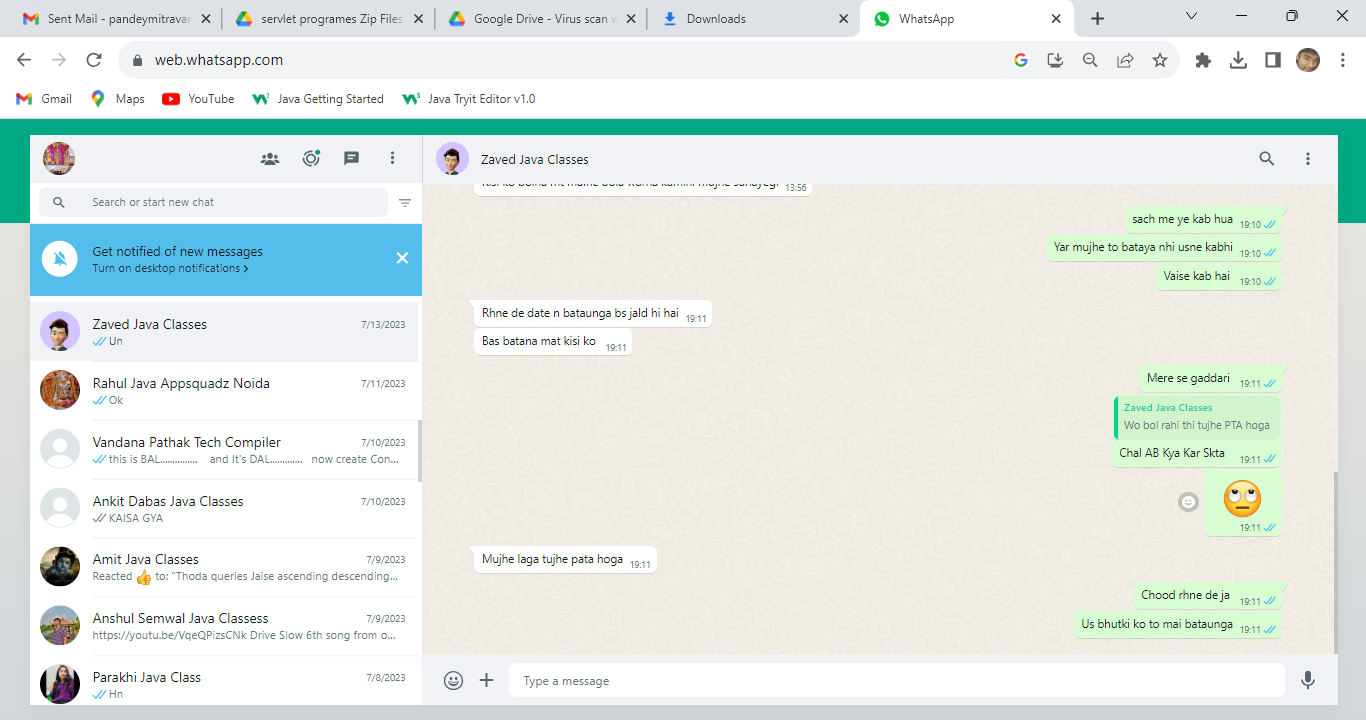 Sent Mail - pandeymitravar
servlet programes Zip Files
Google Drive - Virus scan w
Downloads
WhatsApp
web.whatsapp.com
Gmail
Maps
YouTube
Java Getting Started
Java Tryit Editor v1.0
Search or start new chat
Get notified of new messages
Turn on desktop notifications >
Zaved Java Classes 7/13/2023
Un
Rahul Java Appsquadz Noida 7/11/2023
Ok
Vandana Pathak Tech Compiler 7/10/2023
this is BAL............... and It's DAL............. now create Con...
Ankit Dabas Java Classes 7/10/2023
KAISA GYA
Amit Java Classes 7/9/2023
Reacted 👍 to: "Thoda queries Jaise ascending descending...
Anshul Semwal Java Classess 7/9/2023
https://youtu.be/VqeQPizsCNk Drive Slow 6th song from o...
Parakhi Java Class 7/8/2023
Hn
Zaved Java Classes
13:56
sach me ye kab hua 19:10
Yar mujhe to bataya nhi usne kabhi 19:10
Vaise kab hai 19:10
Rhne de date n bataunga bs jald hi hai 19:11
Bas batana mat kisi ko 19:11
Mere se gaddari 19:11
Zaved Java Classes
Wo bol rahi thi tujhe PTA hoga
Chal AB Kya Kar Skta 19:11
🙄
19:11
Mujhe laga tujhe pata hoga 19:11
Chood rhne de ja 19:11
Us bhutki ko to mai bataunga 19:11
Type a message